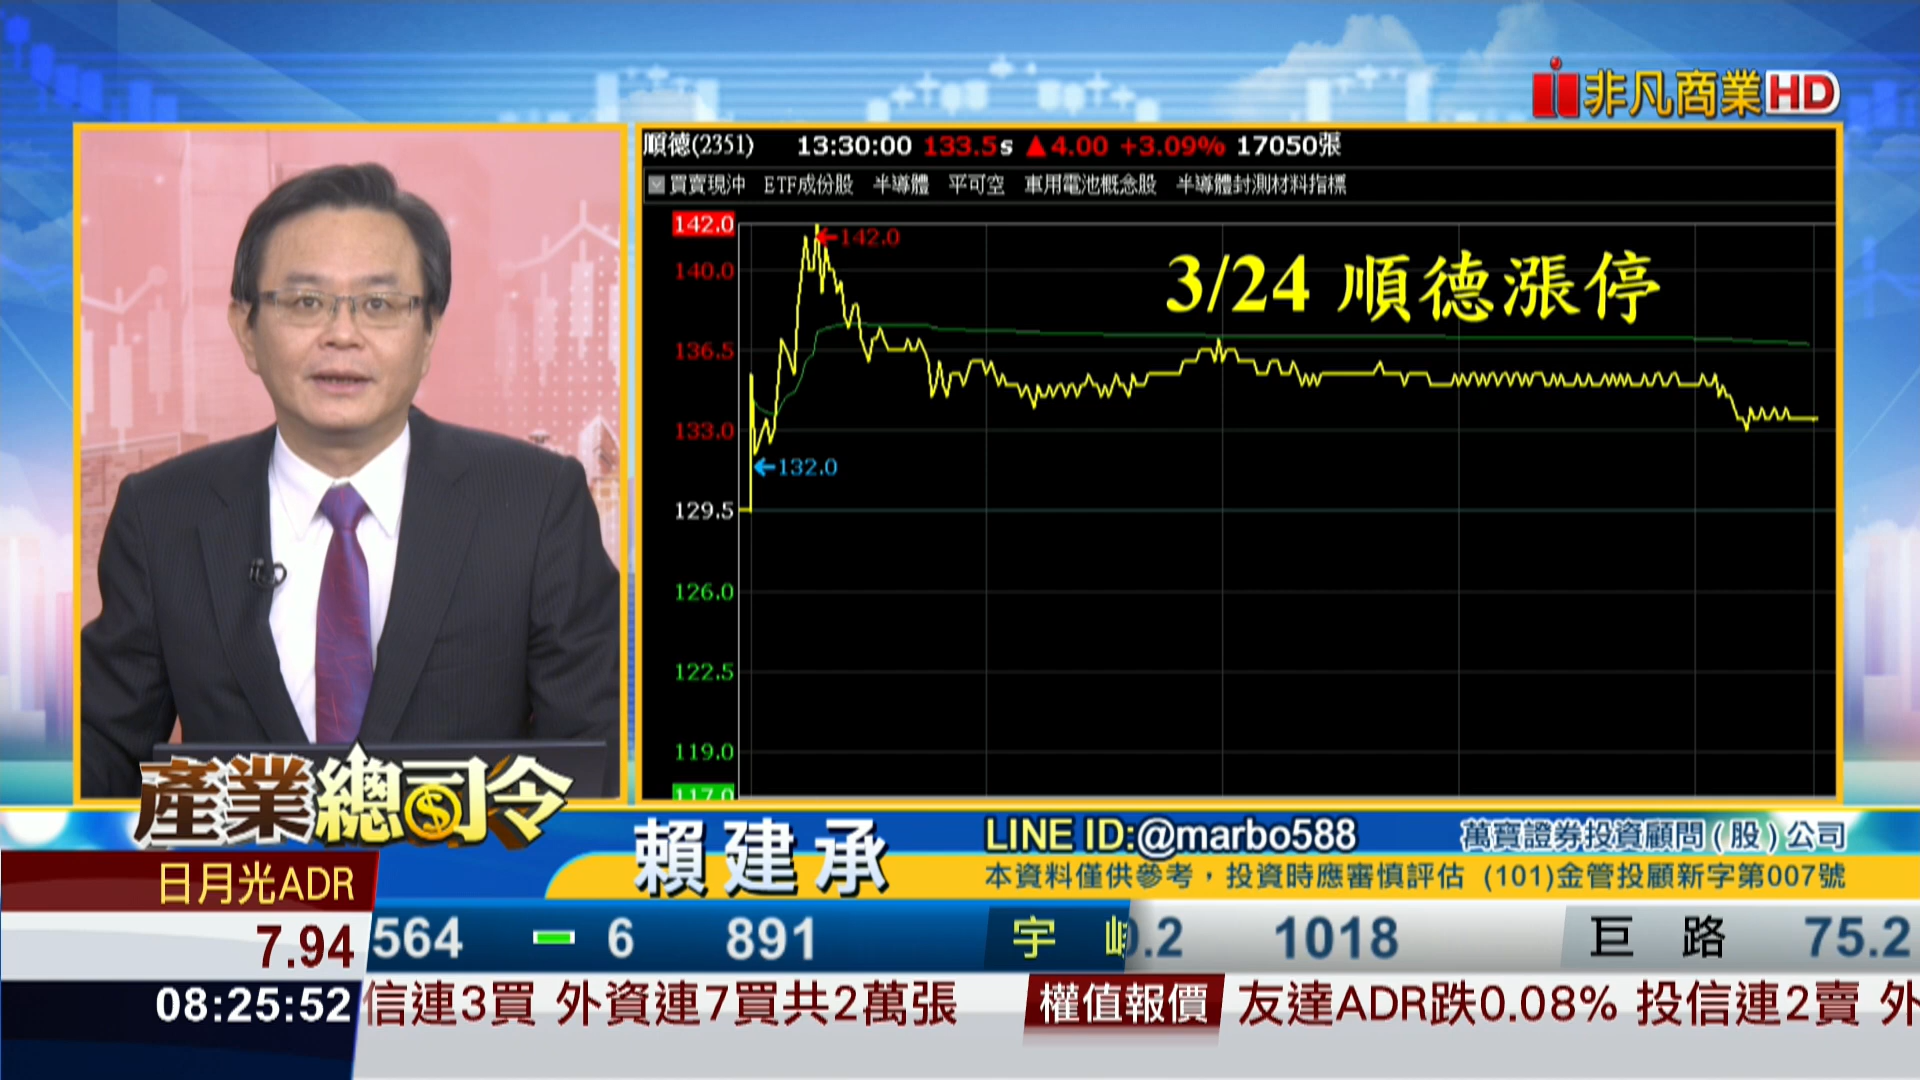 非凡商業HD
順德(2351) 13:30:00 133.5s ▲4.00 +3.09% 17050張
買賣現沖 ETF成份股 半導體 平可空 車用電池概念股 半導體封測材料指標
142.0
←142.0
3/24 順德漲停
140.0
136.5
133.0
←132.0
129.5
126.0
122.5
119.0
117.0
產業總司令
賴建承
LINE ID:@marbo588
萬寶證券投資顧問(股)公司
本資料僅供參考，投資時應審慎評估 (101)金管投顧新字第007號
日月光ADR
7.94
564 6 891 宇 .2 1018 巨路 75.2
08:25:52
信連3買 外資連7買共2萬張 權值報價 友達ADR跌0.08% 投信連2賣 外